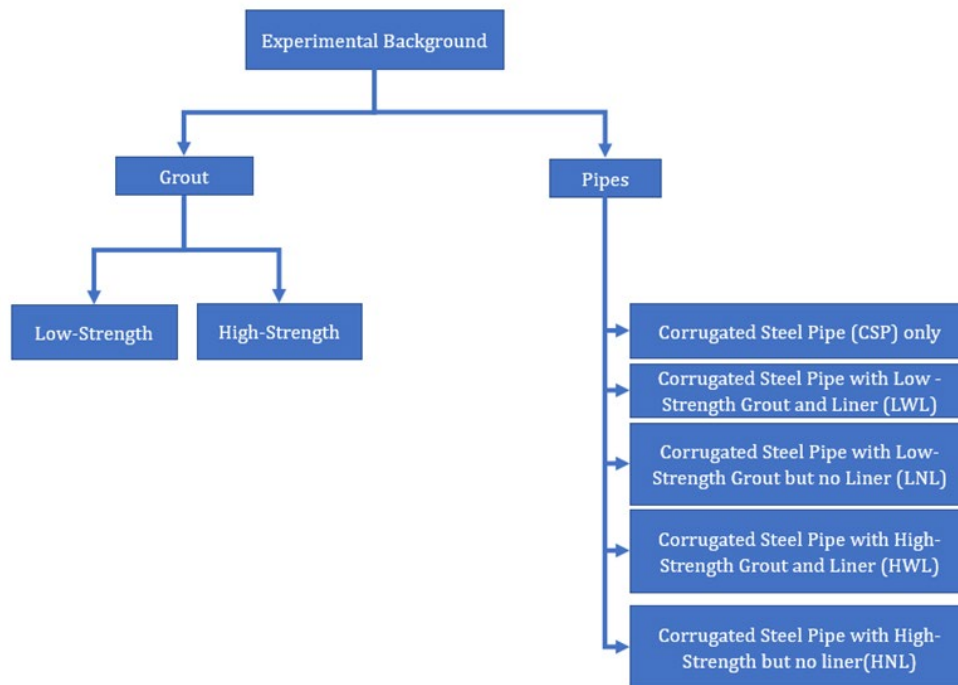 Experimental Background
Grout
Pipes
Low-Strength
High-Strength
Corrugated Steel Pipe (CSP) only
Corrugated Steel Pipe with Low -
Strength Grout and Liner (LWL)
Corrugated Steel Pipe with Low-
Strength Grout but no Liner (LNL)
Corrugated Steel Pipe with High-
Strength Grout and Liner (HWL)
Corrugated Steel Pipe with High-
Strength but no liner(HNL)